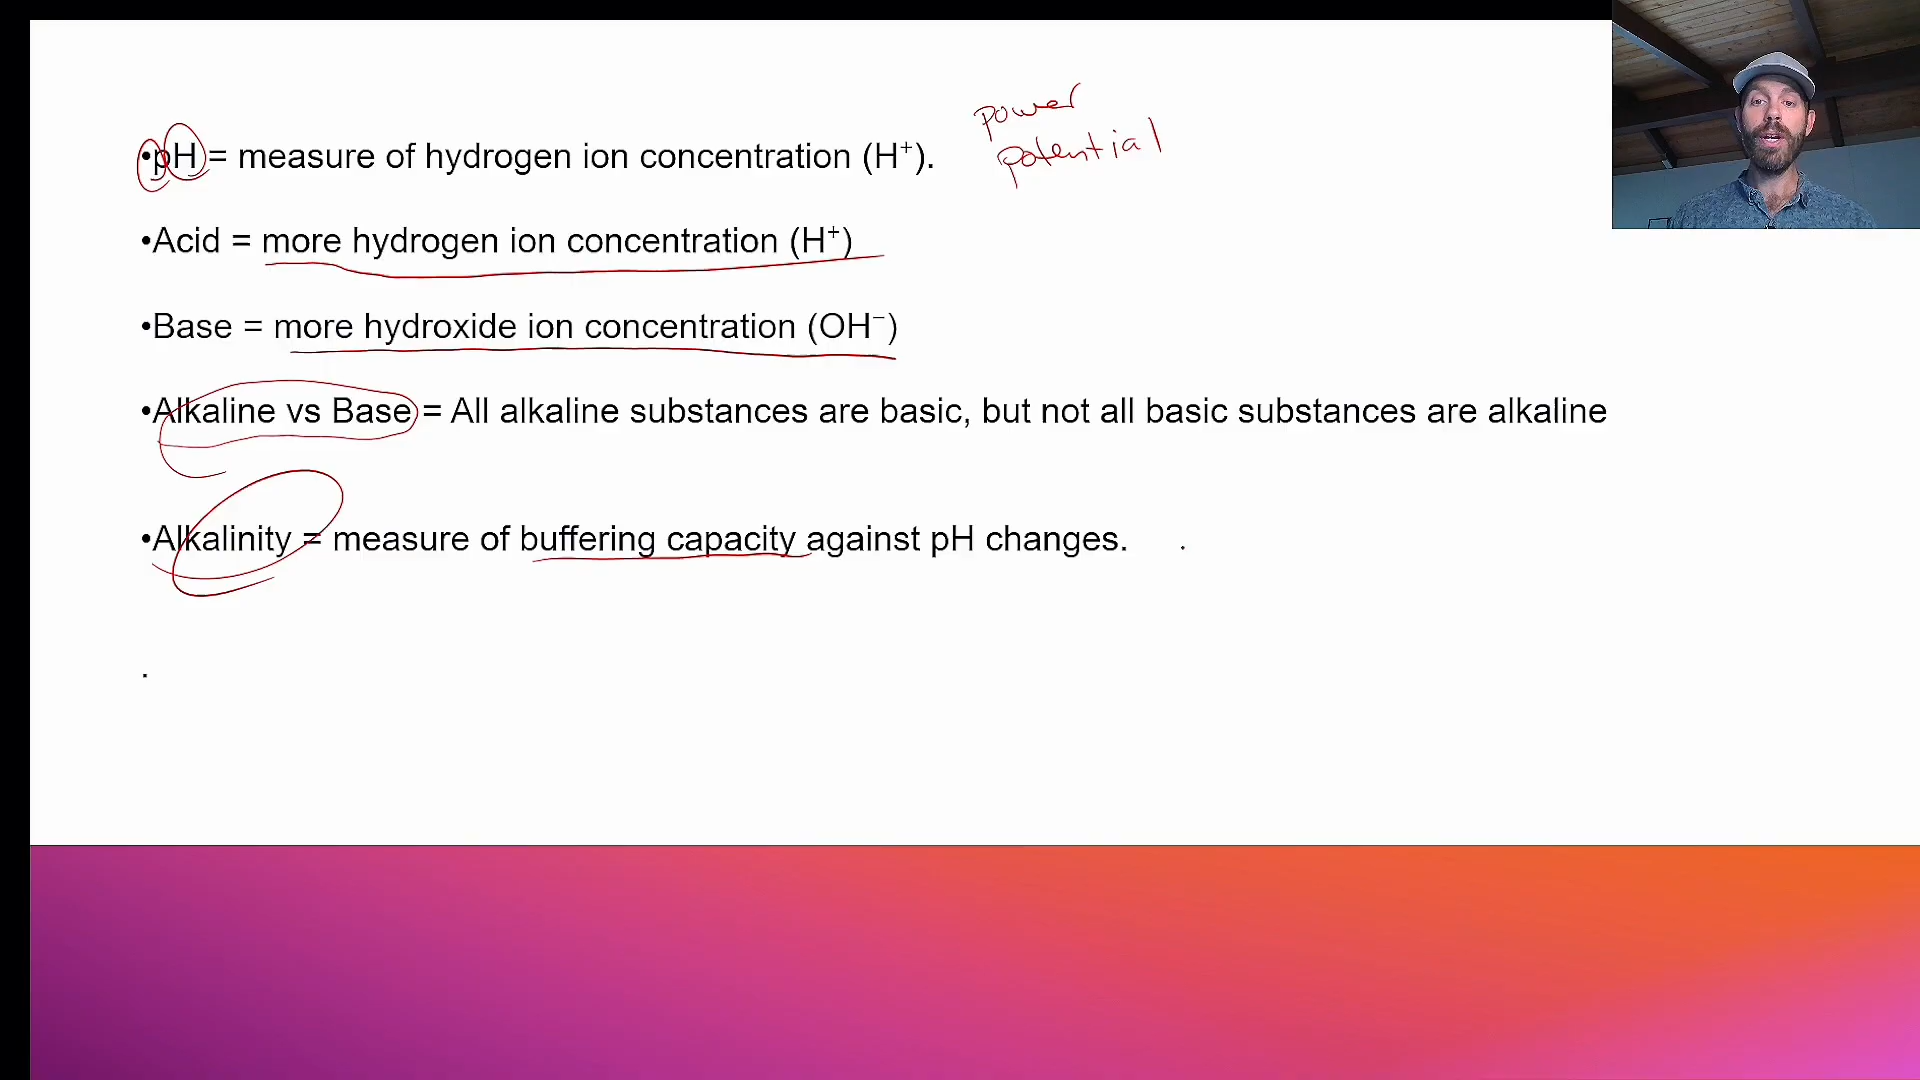 power
•pH = measure of hydrogen ion concentration (H⁺). potential
•Acid = more hydrogen ion concentration (H⁺)
•Base = more hydroxide ion concentration (OH⁻)
•Alkaline vs Base = All alkaline substances are basic, but not all basic substances are alkaline
•Alkalinity = measure of buffering capacity against pH changes.
.